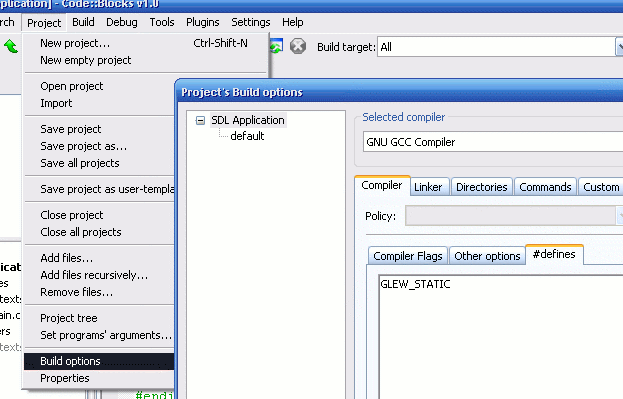 pplication] - Code::Blocks v1.0
rch Project Build Debug Tools Plugins Settings Help
New project... Ctrl-Shift-N
New empty project
Build target: All
Open project
Import
Save project
Save project as...
Save all projects
Save project as user-templa
Close project
Close all projects
Add files...
Add files recursively...
Remove files...
Project tree
Set programs' arguments...
Build options
Properties
Project's Build options
SDL Application
default
Selected compiler
GNU GCC Compiler
Compiler Linker Directories Commands Custom
Policy:
Compiler Flags Other options #defines
GLEW_STATIC
icat
es
texts
ain.c
ers
texts
#endi